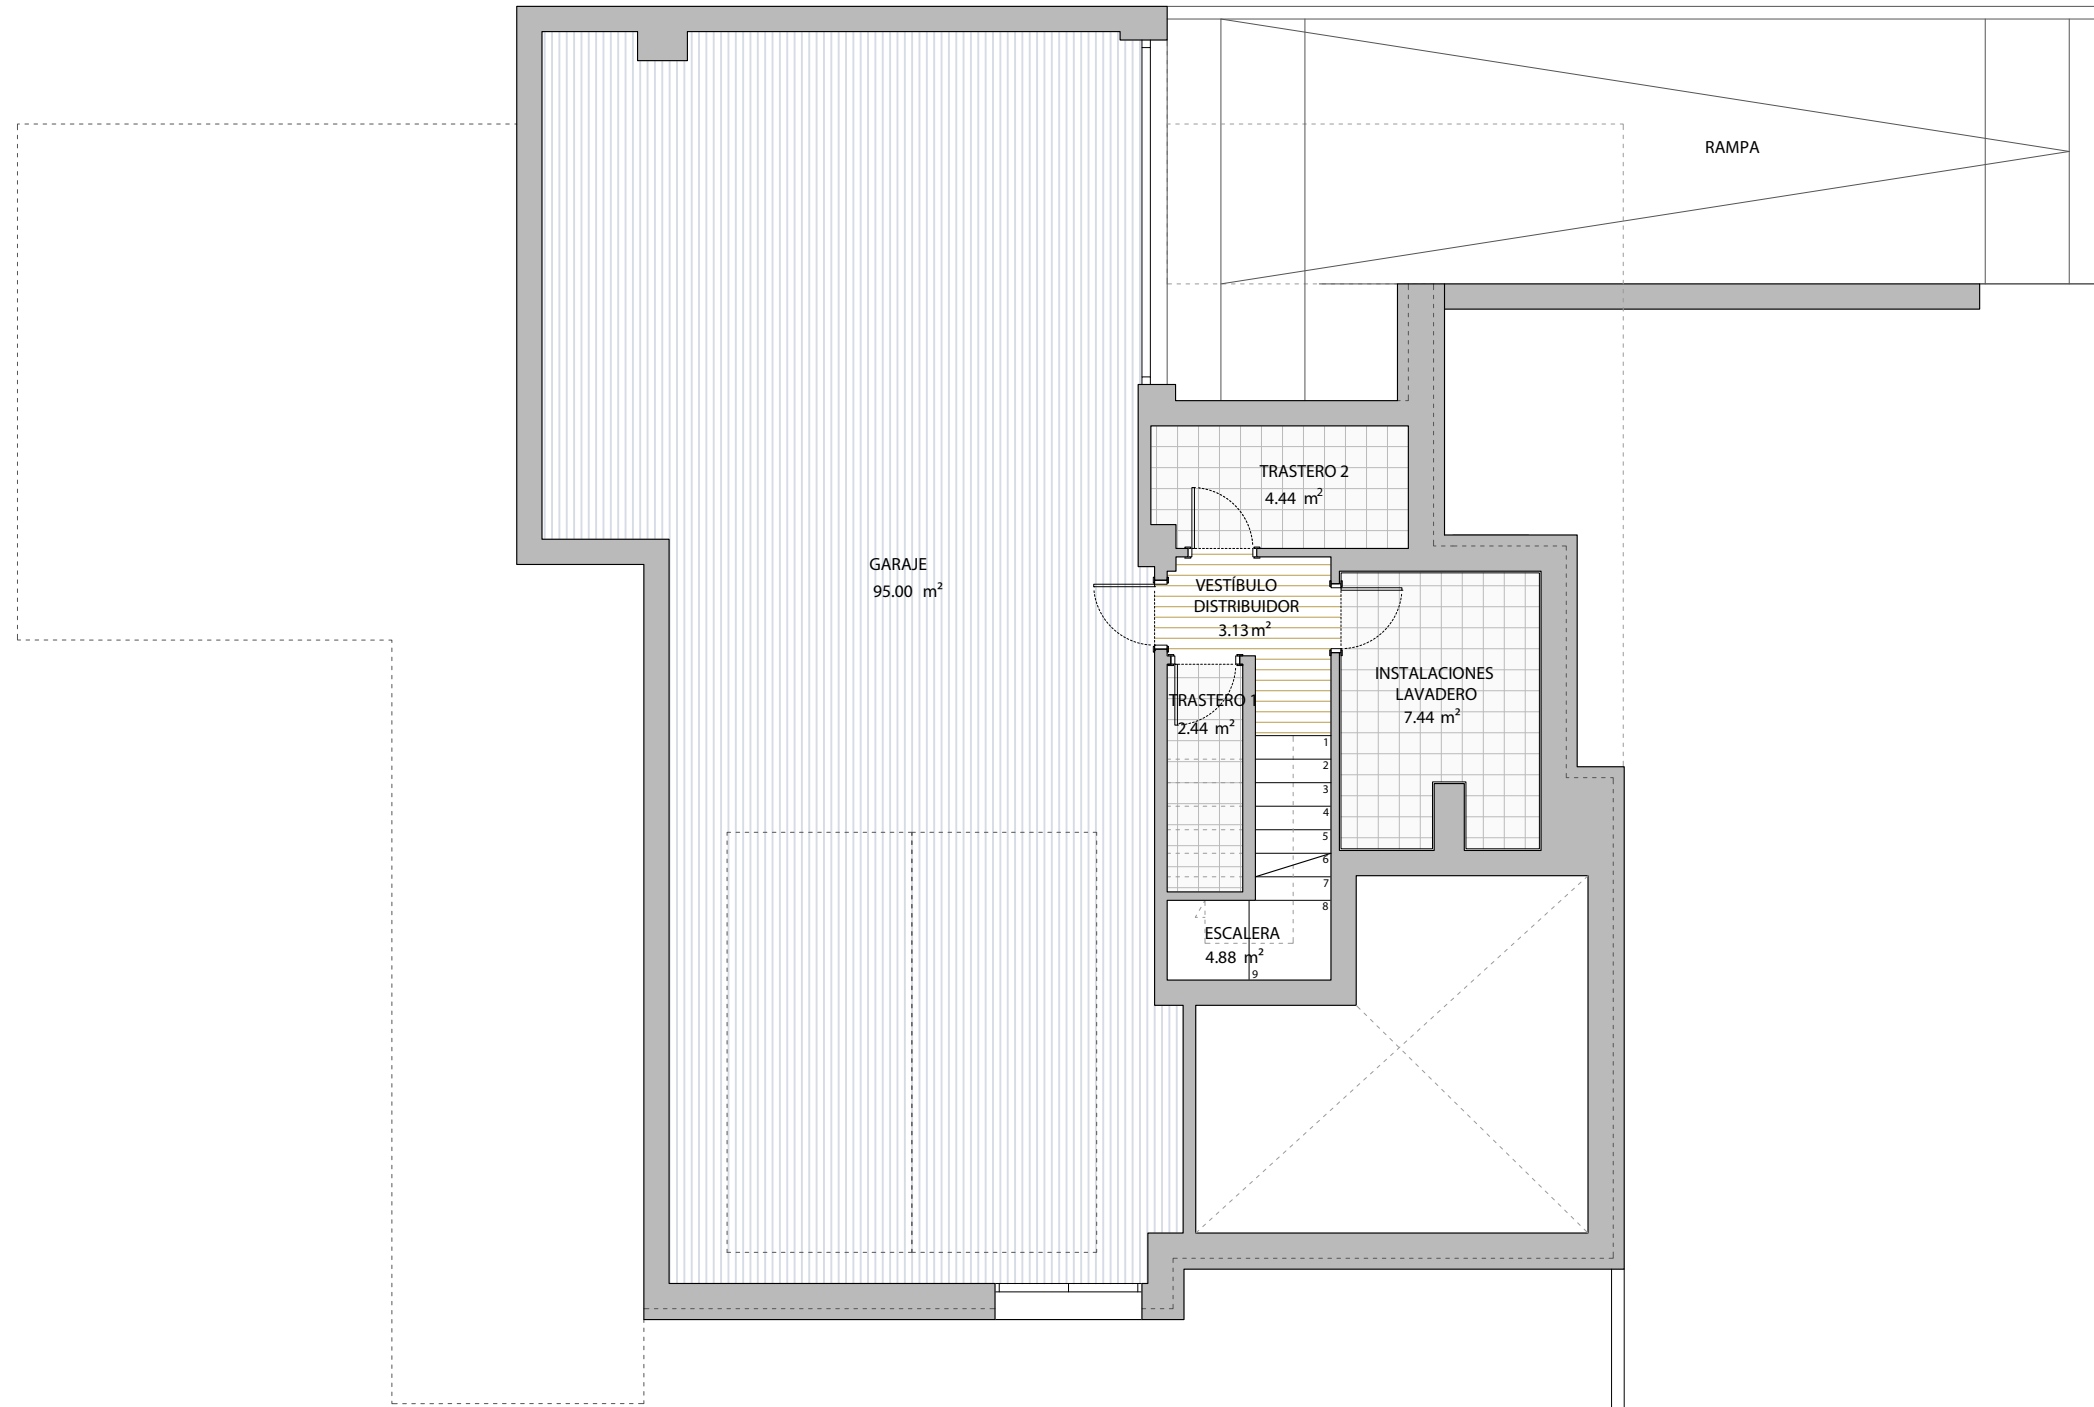 RAMPA
TRASTERO 2
4.44 m²
GARAJE
95.00 m²
VESTÍBULO
DISTRIBUIDOR
3.13 m²
INSTALACIONES
LAVADERO
7.44 m²
TRASTERO 1
2.44 m²
1
2
3
4
5
6
7
8
ESCALERA
4.88 m²
9